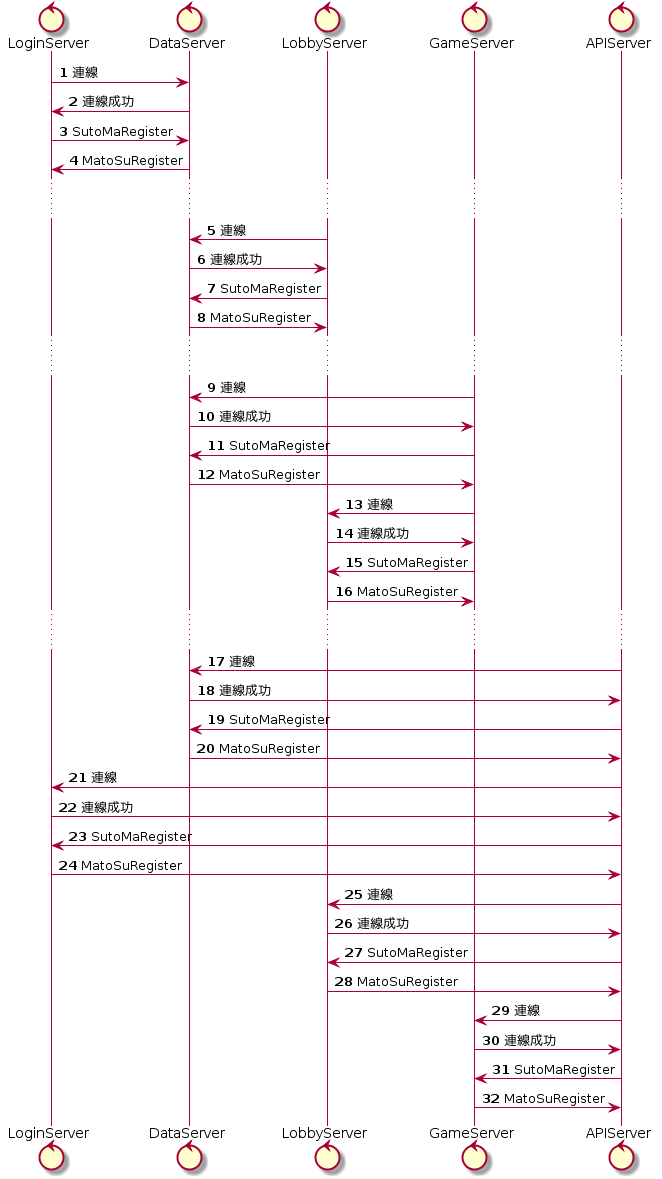 LoginServer DataServer LobbyServer GameServer APIServer
1 連線
2 連線成功
3 SutoMaRegister
4 MatoSuRegister
5 連線
6 連線成功
7 SutoMaRegister
8 MatoSuRegister
9 連線
10 連線成功
11 SutoMaRegister
12 MatoSuRegister
13 連線
14 連線成功
15 SutoMaRegister
16 MatoSuRegister
17 連線
18 連線成功
19 SutoMaRegister
20 MatoSuRegister
21 連線
22 連線成功
23 SutoMaRegister
24 MatoSuRegister
25 連線
26 連線成功
27 SutoMaRegister
28 MatoSuRegister
29 連線
30 連線成功
31 SutoMaRegister
32 MatoSuRegister
LoginServer DataServer LobbyServer GameServer APIServer